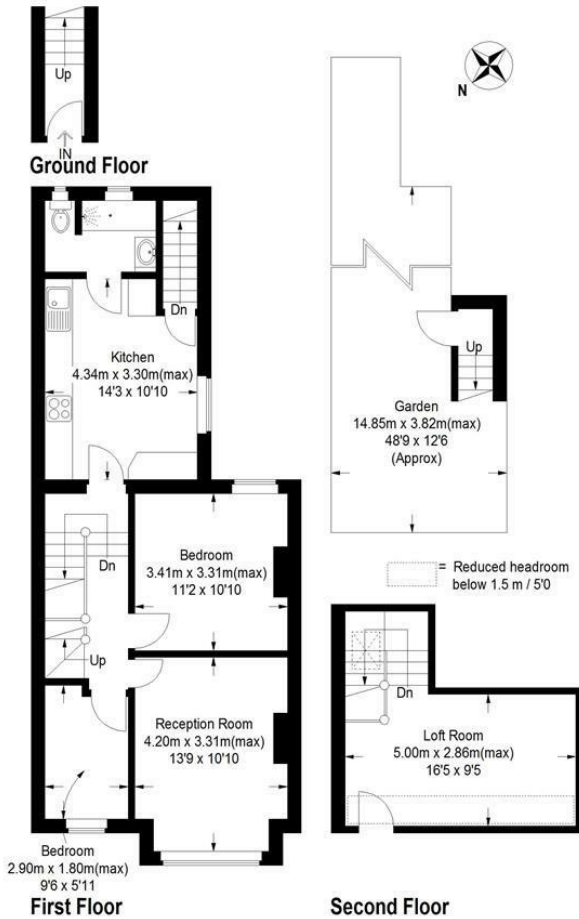 Up
IN
Ground Floor
N
Dn
Kitchen
4.34m x 3.30m(max)
14'3 x 10'10
Up
Garden
14.85m x 3.82m(max)
48'9 x 12'6
(Approx)
= Reduced headroom
below 1.5 m / 5'0
Dn
Bedroom
3.41m x 3.31m(max)
11'2 x 10'10
Up
Reception Room
4.20m x 3.31m(max)
13'9 x 10'10
Dn
Loft Room
5.00m x 2.86m(max)
16'5 x 9'5
Bedroom
2.90m x 1.80m(max)
9'6 x 5'11
First Floor
Second Floor